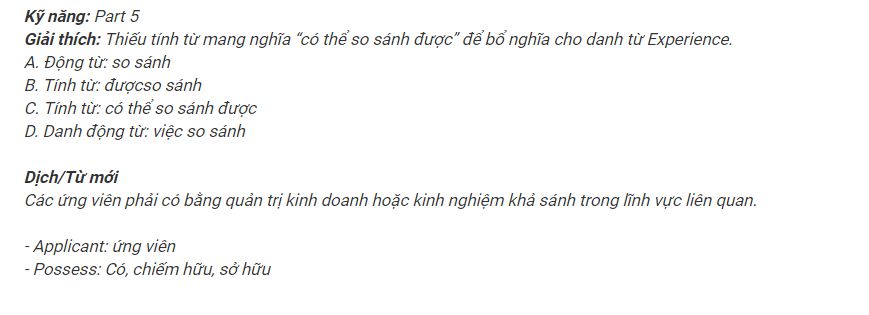 Kỹ năng: Part 5
Giải thích: Thiếu tính từ mang nghĩa “có thể so sánh được” để bổ nghĩa cho danh từ Experience.
A. Động từ: so sánh
B. Tính từ: đượcso sánh
C. Tính từ: có thể so sánh được
D. Danh động từ: việc so sánh
Dịch/Từ mới
Các ứng viên phải có bằng quản trị kinh doanh hoặc kinh nghiệm khả sánh trong lĩnh vực liên quan.
- Applicant: ứng viên
- Possess: Có, chiếm hữu, sở hữu